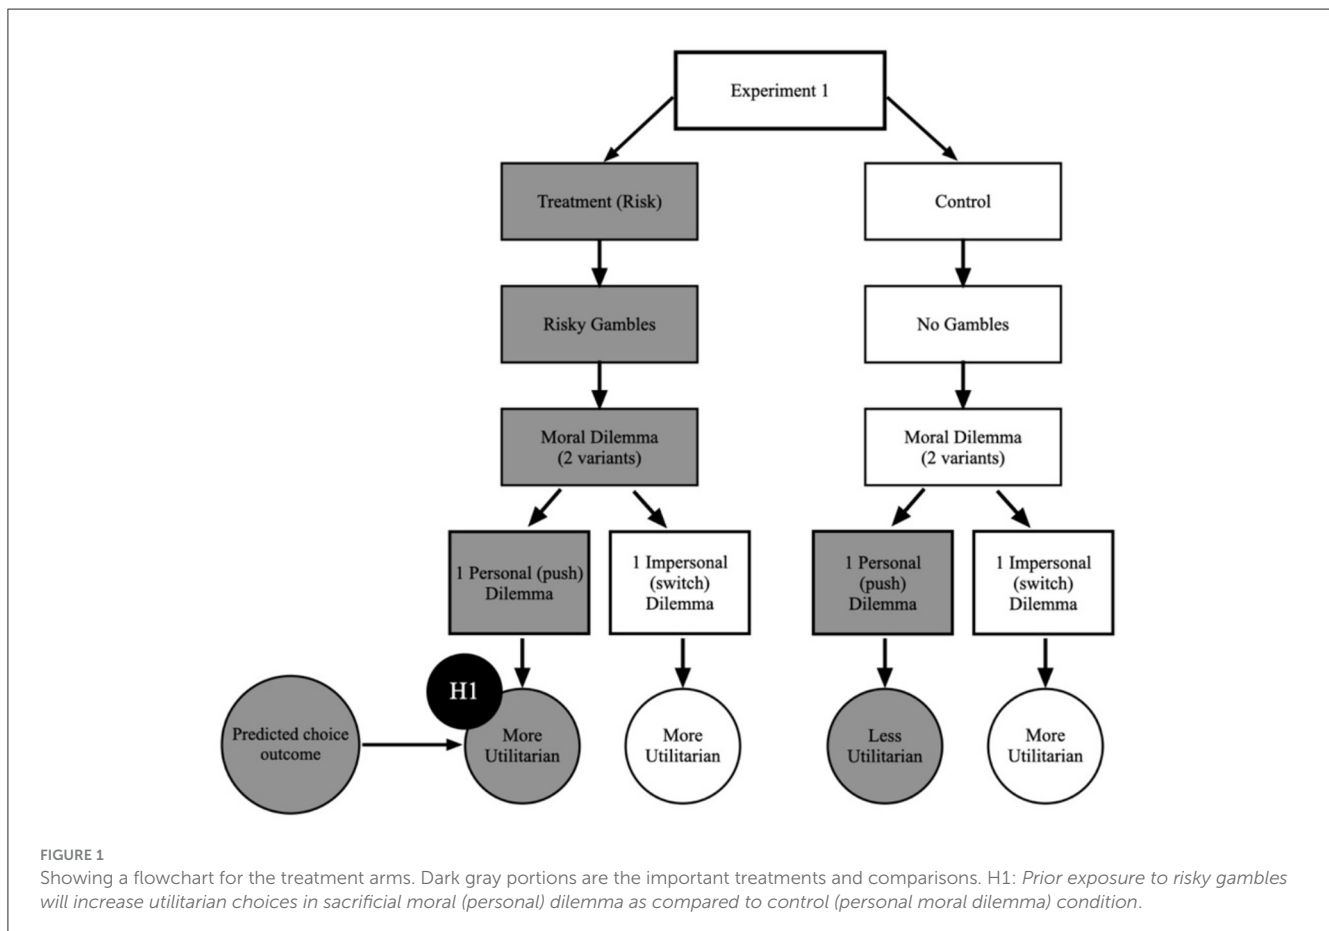 Experiment 1
Treatment (Risk)
Control
Risky Gambles
No Gambles
Moral Dilemma
(2 variants)
Moral Dilemma
(2 variants)
1 Personal (push)
Dilemma
1 Impersonal
(switch)
Dilemma
1 Personal
(push)
Dilemma
1 Impersonal
(switch)
Dilemma
H1
Predicted choice
outcome
More
Utilitarian
More
Utilitarian
Less
Utilitarian
More
Utilitarian
FIGURE 1
Showing a flowchart for the treatment arms. Dark gray portions are the important treatments and comparisons. H1: Prior exposure to risky gambles
will increase utilitarian choices in sacrificial moral (personal) dilemma as compared to control (personal moral dilemma) condition.